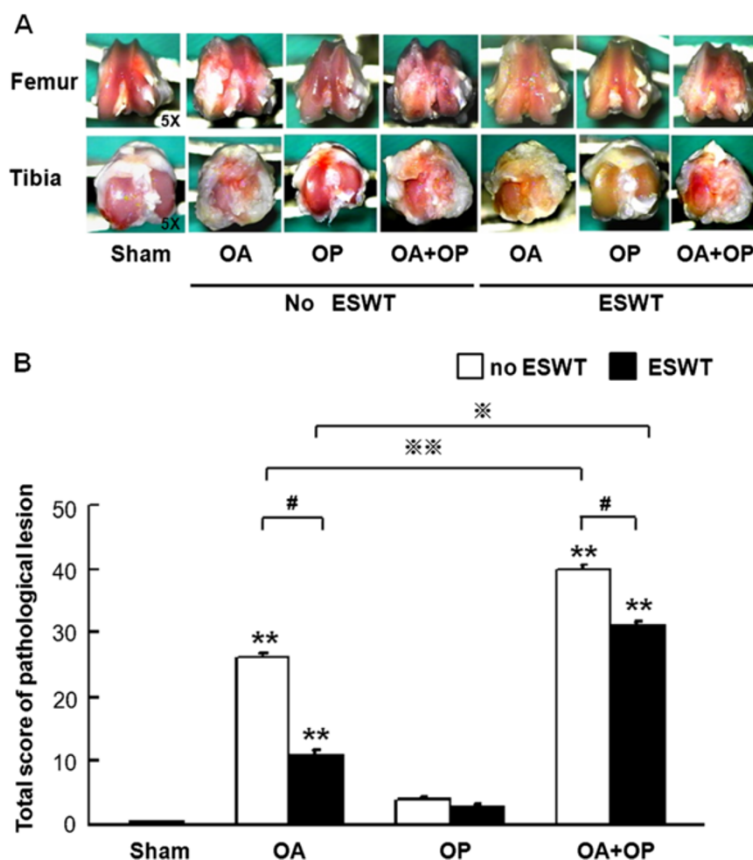 A
Femur
5X
Tibia
5X
Sham OA OP OA+OP OA OP OA+OP
No ESWT ESWT
B
no ESWT ESWT
※
※※
# #
50
40
30
20
10
0
** ** ** **
Total score of pathological lesion
Sham OA OP OA+OP